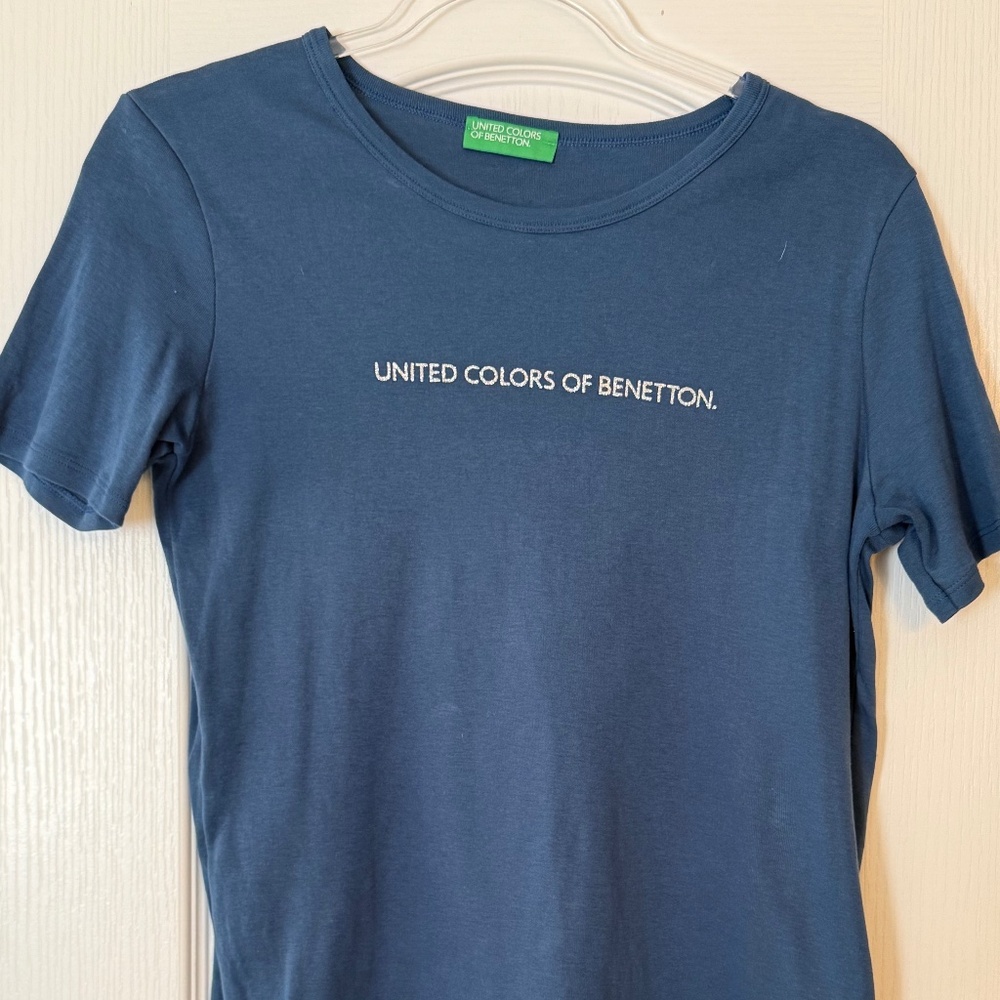 UNITED COLORS
OF BENETTON.
UNITED COLORS OF BENETTON.